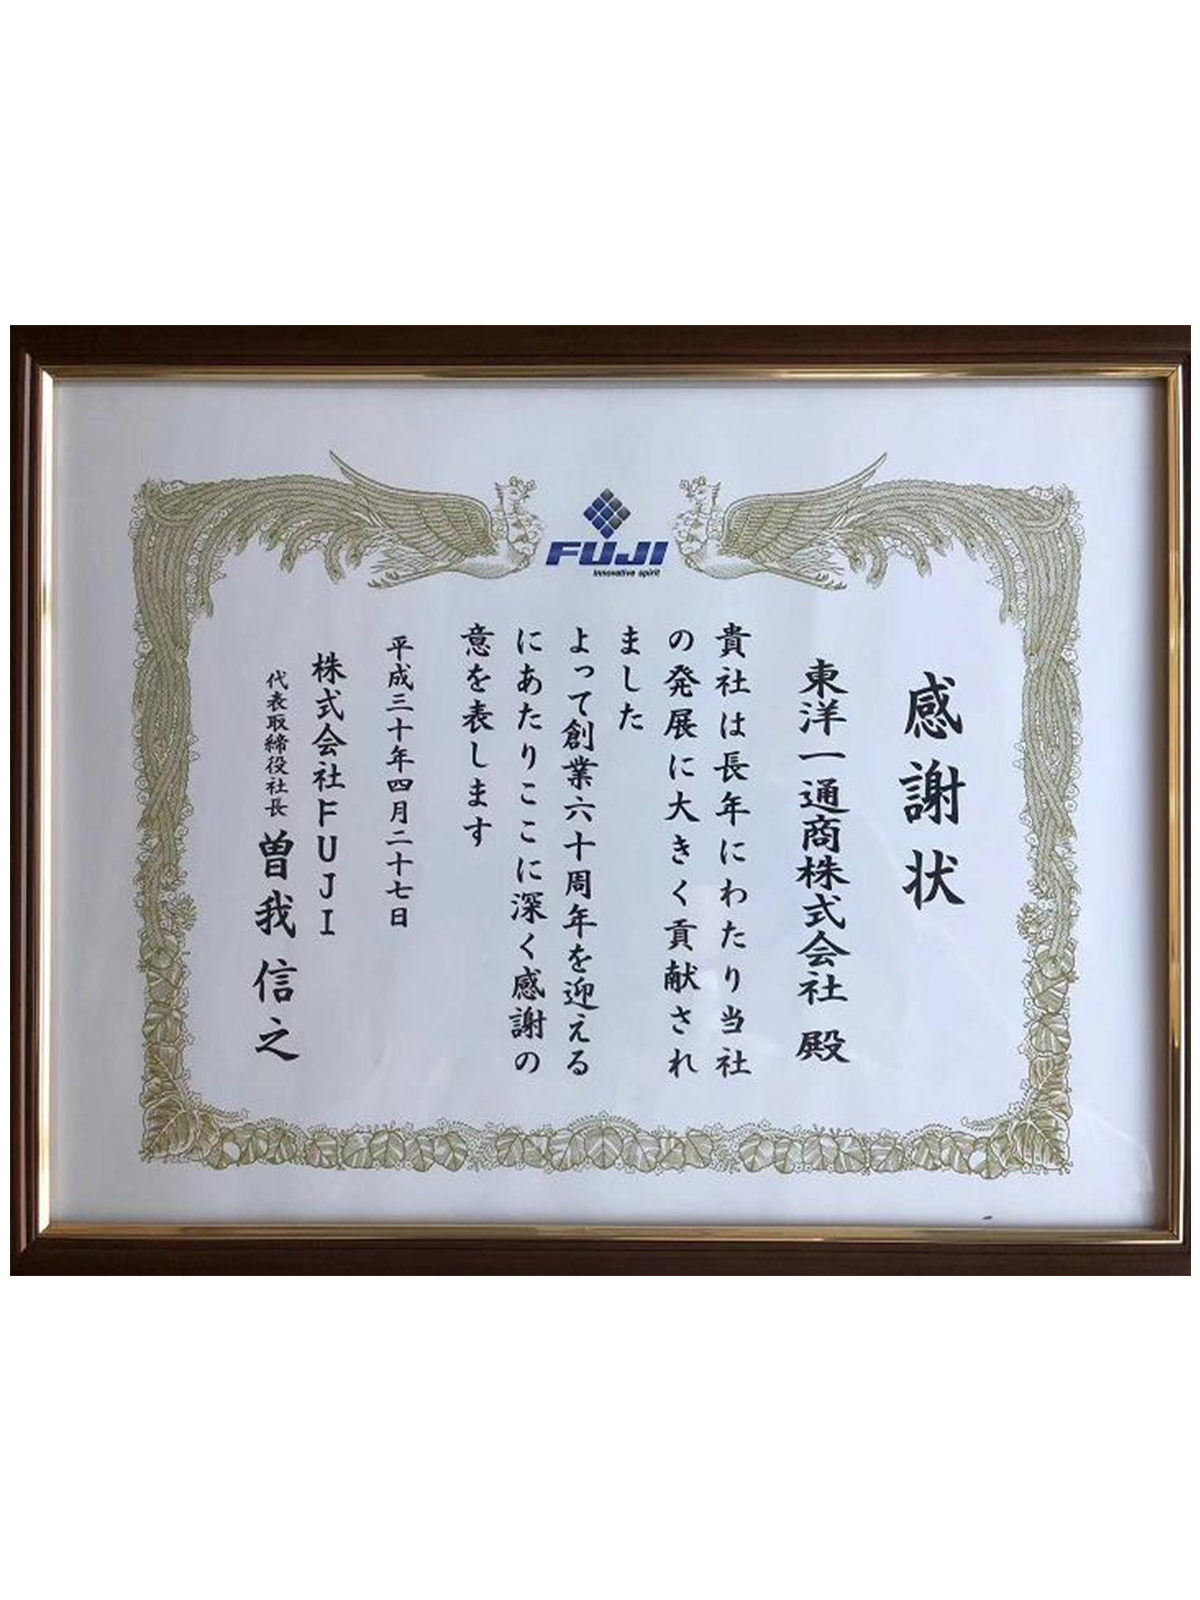 FUJI
innovative spirit
感謝状
東洋一通商株式会社 殿
貴社は長年にわたり当社
の発展に大きく貢献され
ました
よって創業六十周年を迎える
にあたりここに深く感謝の
意を表します
平成三十年四月二十七日
株式会社FUJI
代表取締役社長 曽我信之